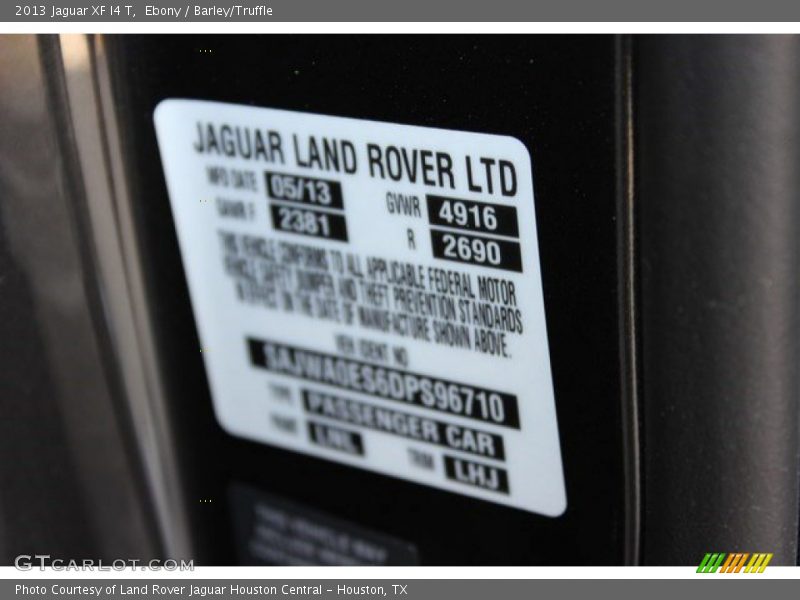 2013 Jaguar XF I4 T, Ebony / Barley/Truffle
JAGUAR LAND ROVER LTD
MFD DATE 05/13 GVWR 4916
GAWR F 2381 R 2690
THIS VEHICLE CONFORMS TO ALL APPLICABLE FEDERAL MOTOR
VEHICLE SAFETY BUMPER AND THEFT PREVENTION STANDARDS
IN EFFECT ON THE DATE OF MANUFACTURE SHOWN ABOVE.
VEH IDENT NO
SAJWA0ES6DPS96710
TYPE PASSENGER CAR
PAINT LNL TRIM LHJ
GTCARLOT.COM
Photo Courtesy of Land Rover Jaguar Houston Central – Houston, TX